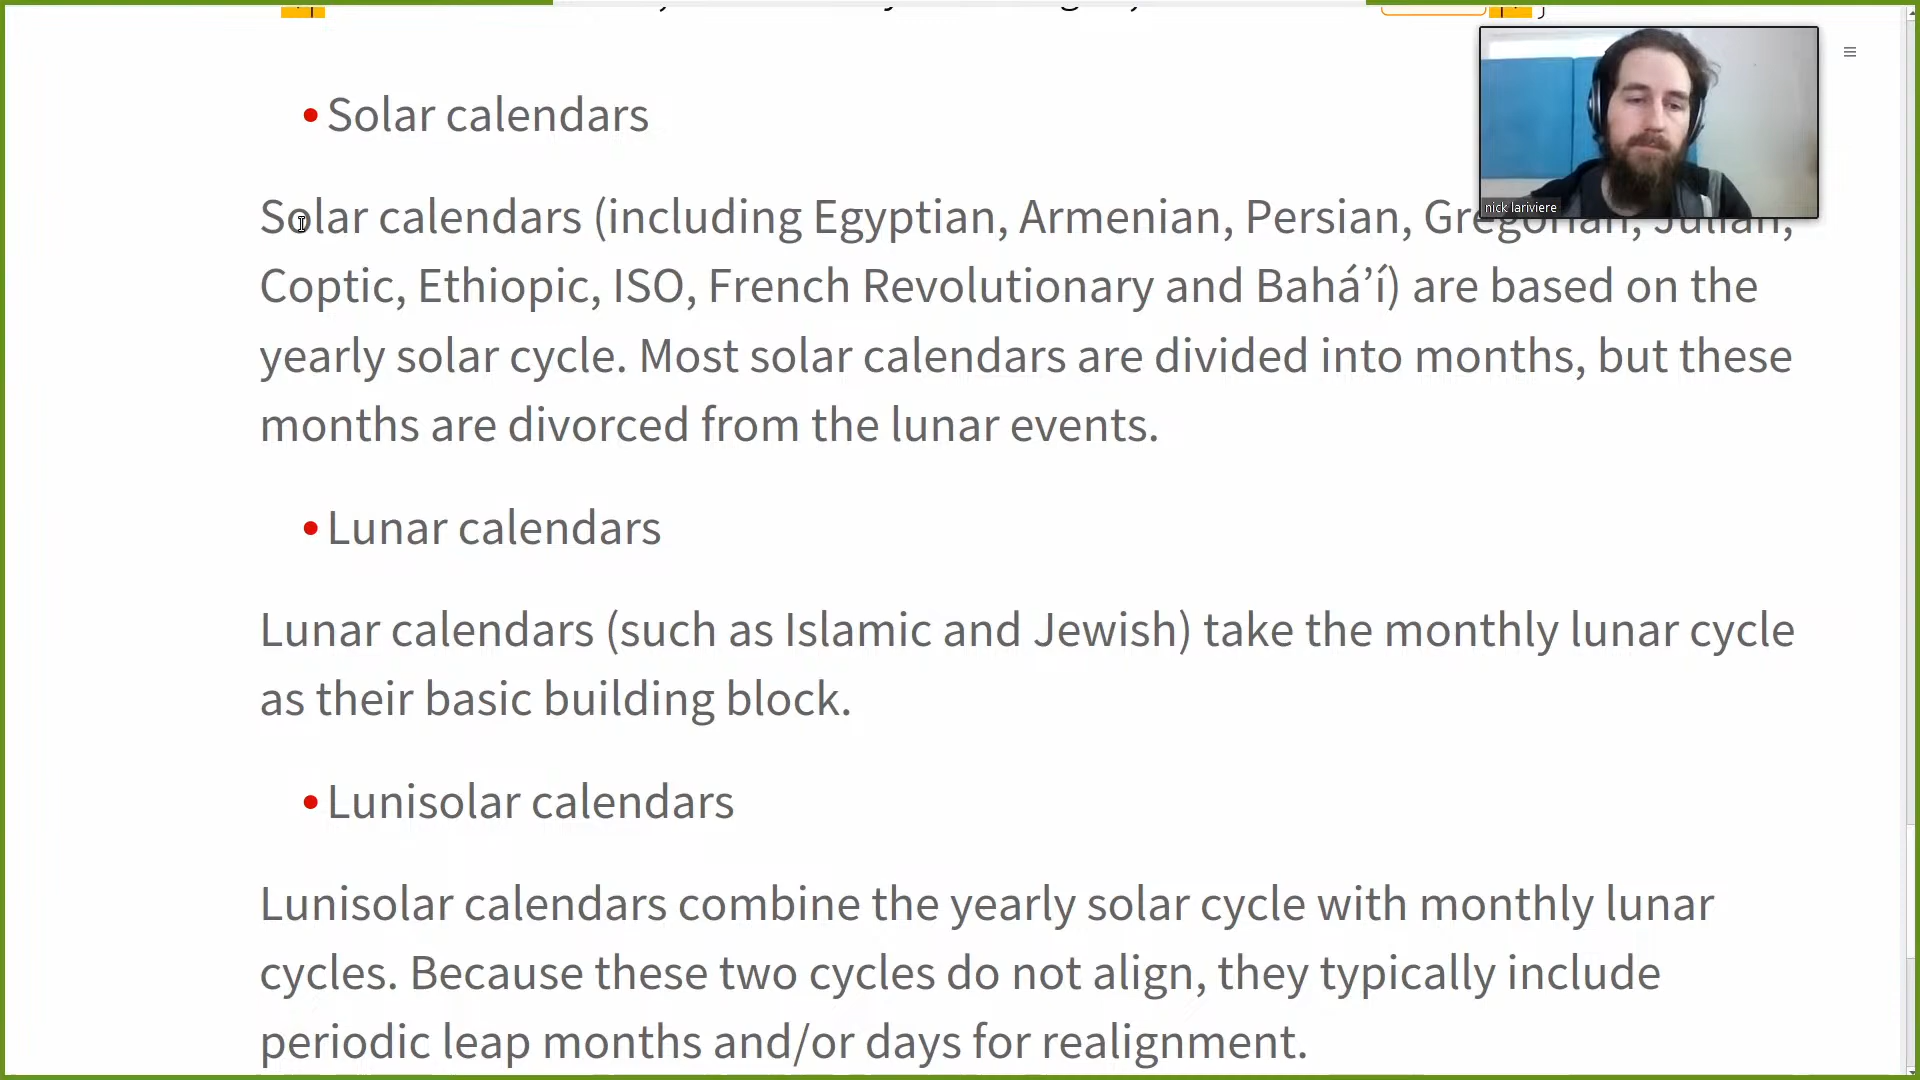 Solar calendars
nick lariviere
Solar calendars (including Egyptian, Armenian, Persian, Gregorian, Julian,
Coptic, Ethiopic, ISO, French Revolutionary and Bahá’í) are based on the
yearly solar cycle. Most solar calendars are divided into months, but these
months are divorced from the lunar events.
Lunar calendars
Lunar calendars (such as Islamic and Jewish) take the monthly lunar cycle
as their basic building block.
Lunisolar calendars
Lunisolar calendars combine the yearly solar cycle with monthly lunar
cycles. Because these two cycles do not align, they typically include
periodic leap months and/or days for realignment.